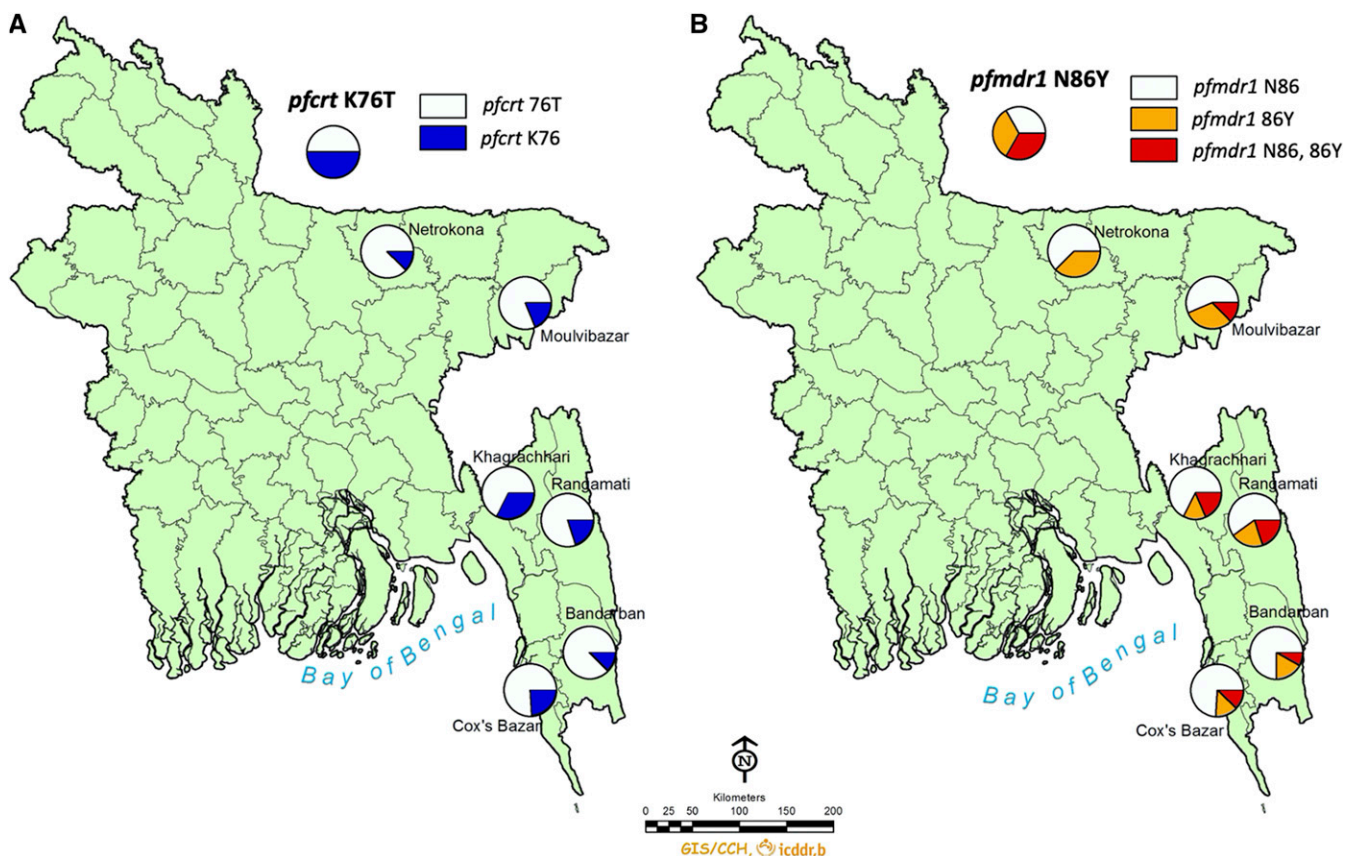 A
pfcrt K76T
pfcrt 76T
pfcrt K76
Netrokona
Moulvibazar
Khagrachhari
Rangamati
Bandarban
Cox's Bazar
Bay of Bengal
B
pfmdr1 N86Y
pfmdr1 N86
pfmdr1 86Y
pfmdr1 N86, 86Y
Netrokona
Moulvibazar
Khagrachhari
Rangamati
Bandarban
Cox's Bazar
Bay of Bengal
N
Kilometers
0 25 50 100 150 200
GIS/CCH, icddr,b